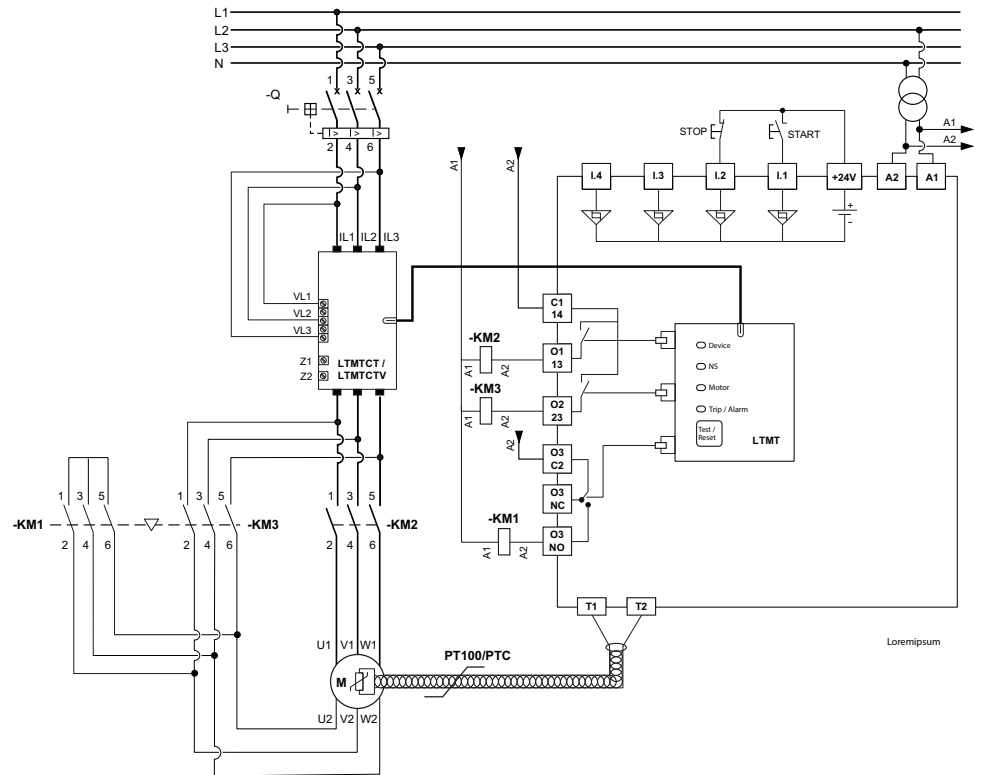 L1
L2
L3
N
-Q
1 3 5
2 4 6
STOP
START
A1
A2
A1
A2
I.4
I.3
I.2
I.1
+24V
A2
A1
+
-
IL1 IL2 IL3
VL1
VL2
VL3
Z1
Z2
LTMTCT /
LTMTCTV
C1
14
-KM2
A1
A2
O1
13
-KM3
A1
A2
O2
23
A2
O3
C2
O3
NC
-KM1
A1
A2
O3
NO
Device
NS
Motor
Trip / Alarm
Test /
Reset
LTMT
1 3 5
1 3 5
1 3 5
-KM1
-KM3
-KM2
2 4 6
2 4 6
2 4 6
T1
T2
Loremipsum
U1 V1 W1
PT100/PTC
M
U2 V2 W2